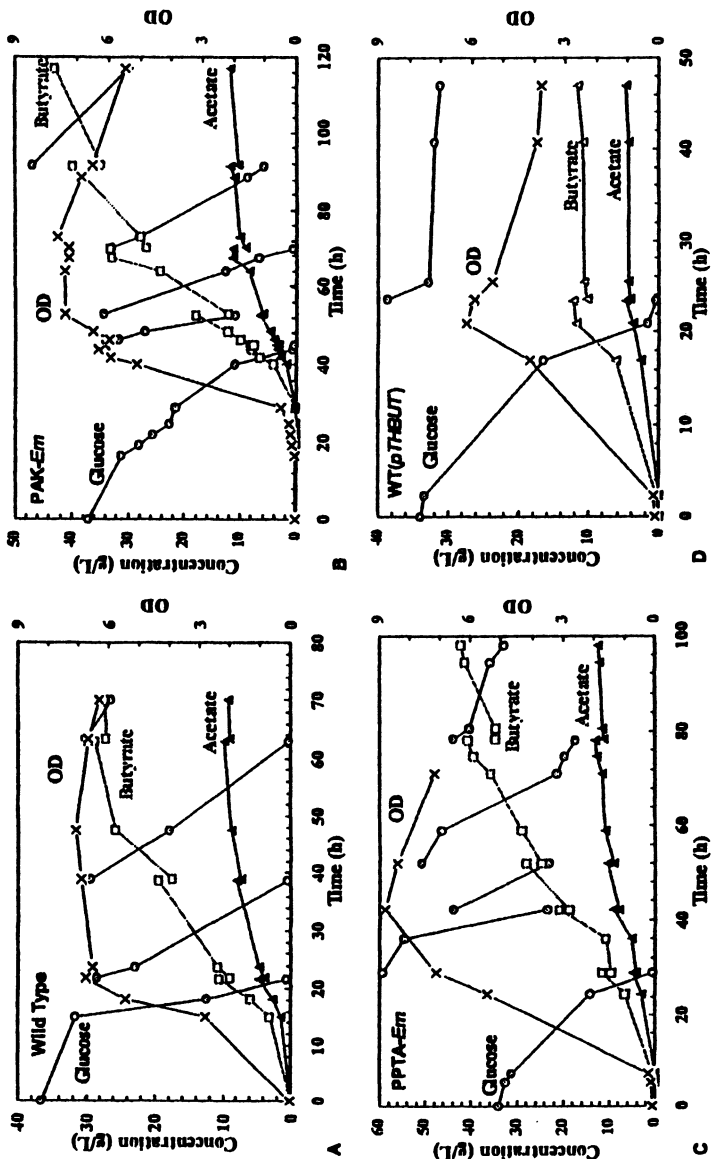 Wild Type
Glucose
OD
Butyrate
Acetate
40
30
20
10
0
Concentration (g/L)
9
6
3
0
OD
0 10 20 30 40 50 60 70 80
Time (h)
A
PAK-Em
Glucose
OD
Butyrate
Acetate
50
40
30
20
10
0
Concentration (g/L)
9
6
3
0
OD
0 20 40 60 80 100 120
Time (h)
B
PPTA-Em
Glucose
OD
Butyrate
Acetate
60
50
40
30
20
10
0
Concentration (g/L)
9
6
3
0
OD
0 20 40 60 80 100
Time (h)
C
WT(pTHBUT)
Glucose
OD
Butyrate
Acetate
40
30
20
10
0
Concentration (g/L)
9
6
3
0
OD
0 10 20 30 40 50
Time (h)
D